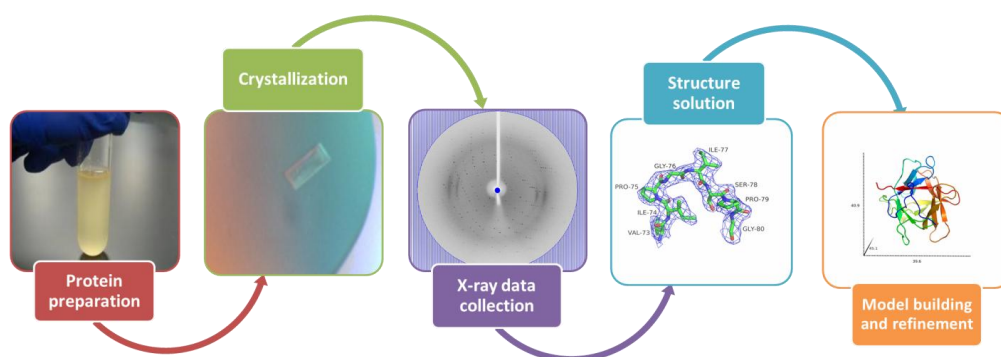 Protein
preparation
Crystallization
X-ray data
collection
Structure
solution
ILE-77
GLY-76
PRO-75
SER-78
PRO-79
ILE-74
VAL-73
GLY-80
Model building
and refinement